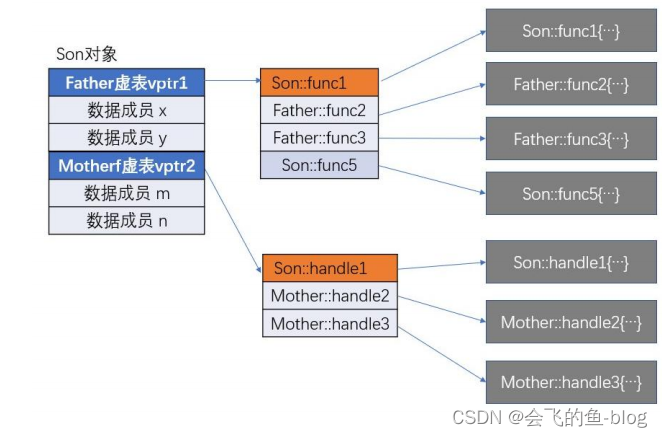 Son对象
Father虚表vptr1
数据成员 x
数据成员 y
Motherf虚表vptr2
数据成员 m
数据成员 n
Son::func1
Father::func2
Father::func3
Son::func5
Son::handle1
Mother::handle2
Mother::handle3
Son::func1{…}
Father::func2{…}
Father::func3{…}
Son::func5{…}
Son::handle1{…}
Mother::handle2{…}
Mother::handle3{…}
CSDN @会飞的鱼-blog